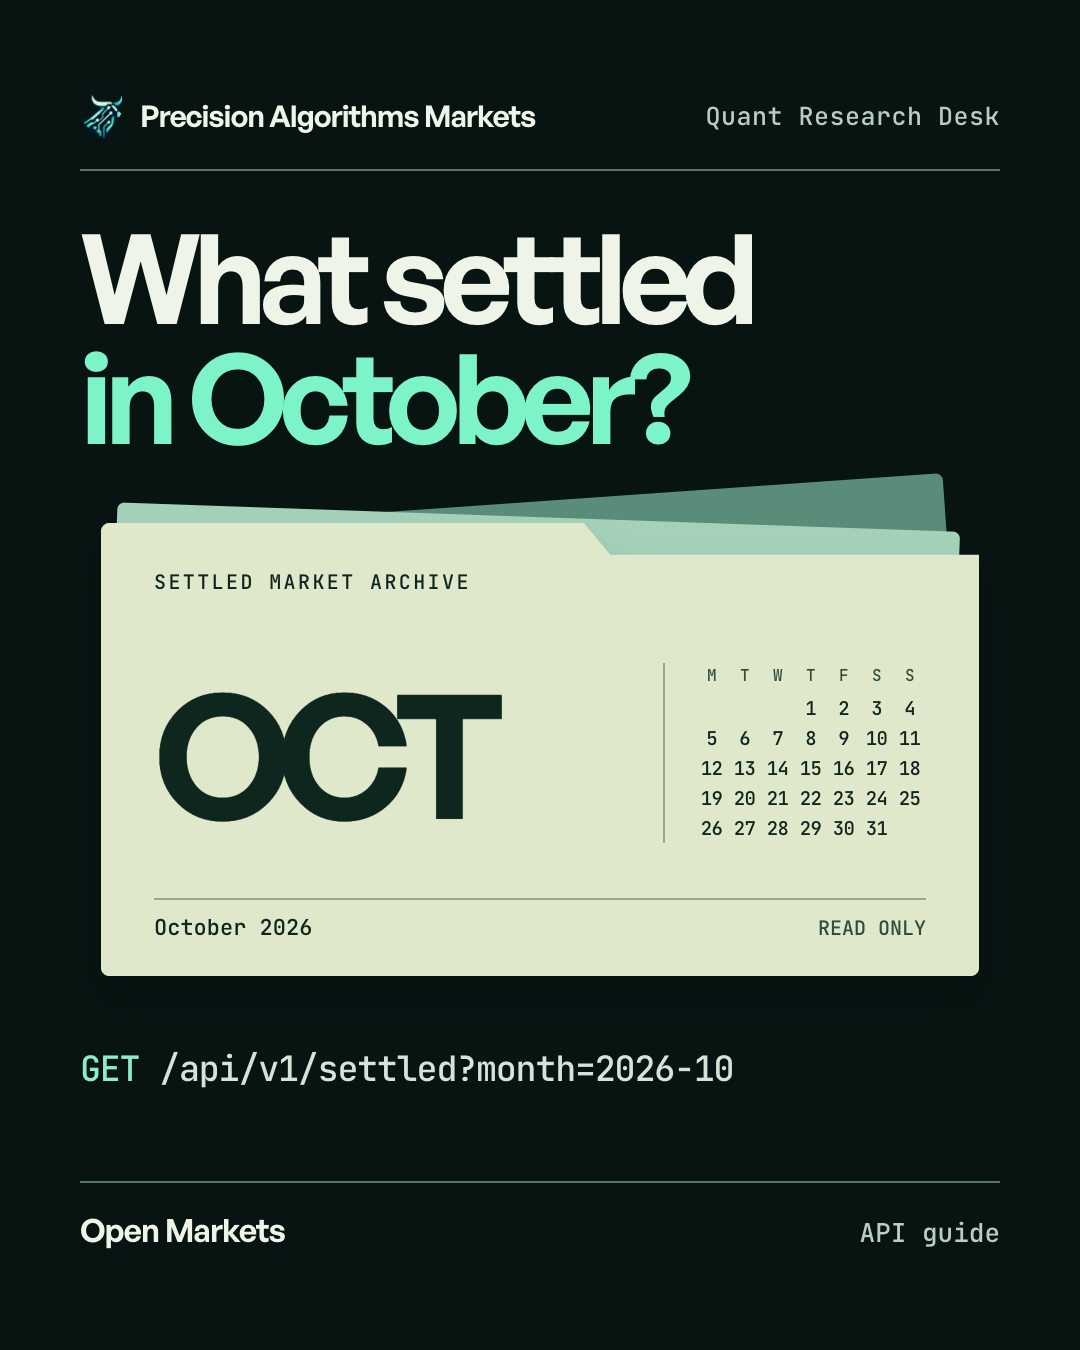 Precision Algorithms Markets
Quant Research Desk
What settled
in October?
SETTLED MARKET ARCHIVE
OCT
M T W T F S S
1 2 3 4
5 6 7 8 9 10 11
12 13 14 15 16 17 18
19 20 21 22 23 24 25
26 27 28 29 30 31
October 2026
READ ONLY
GET /api/v1/settled?month=2026-10
Open Markets
API guide